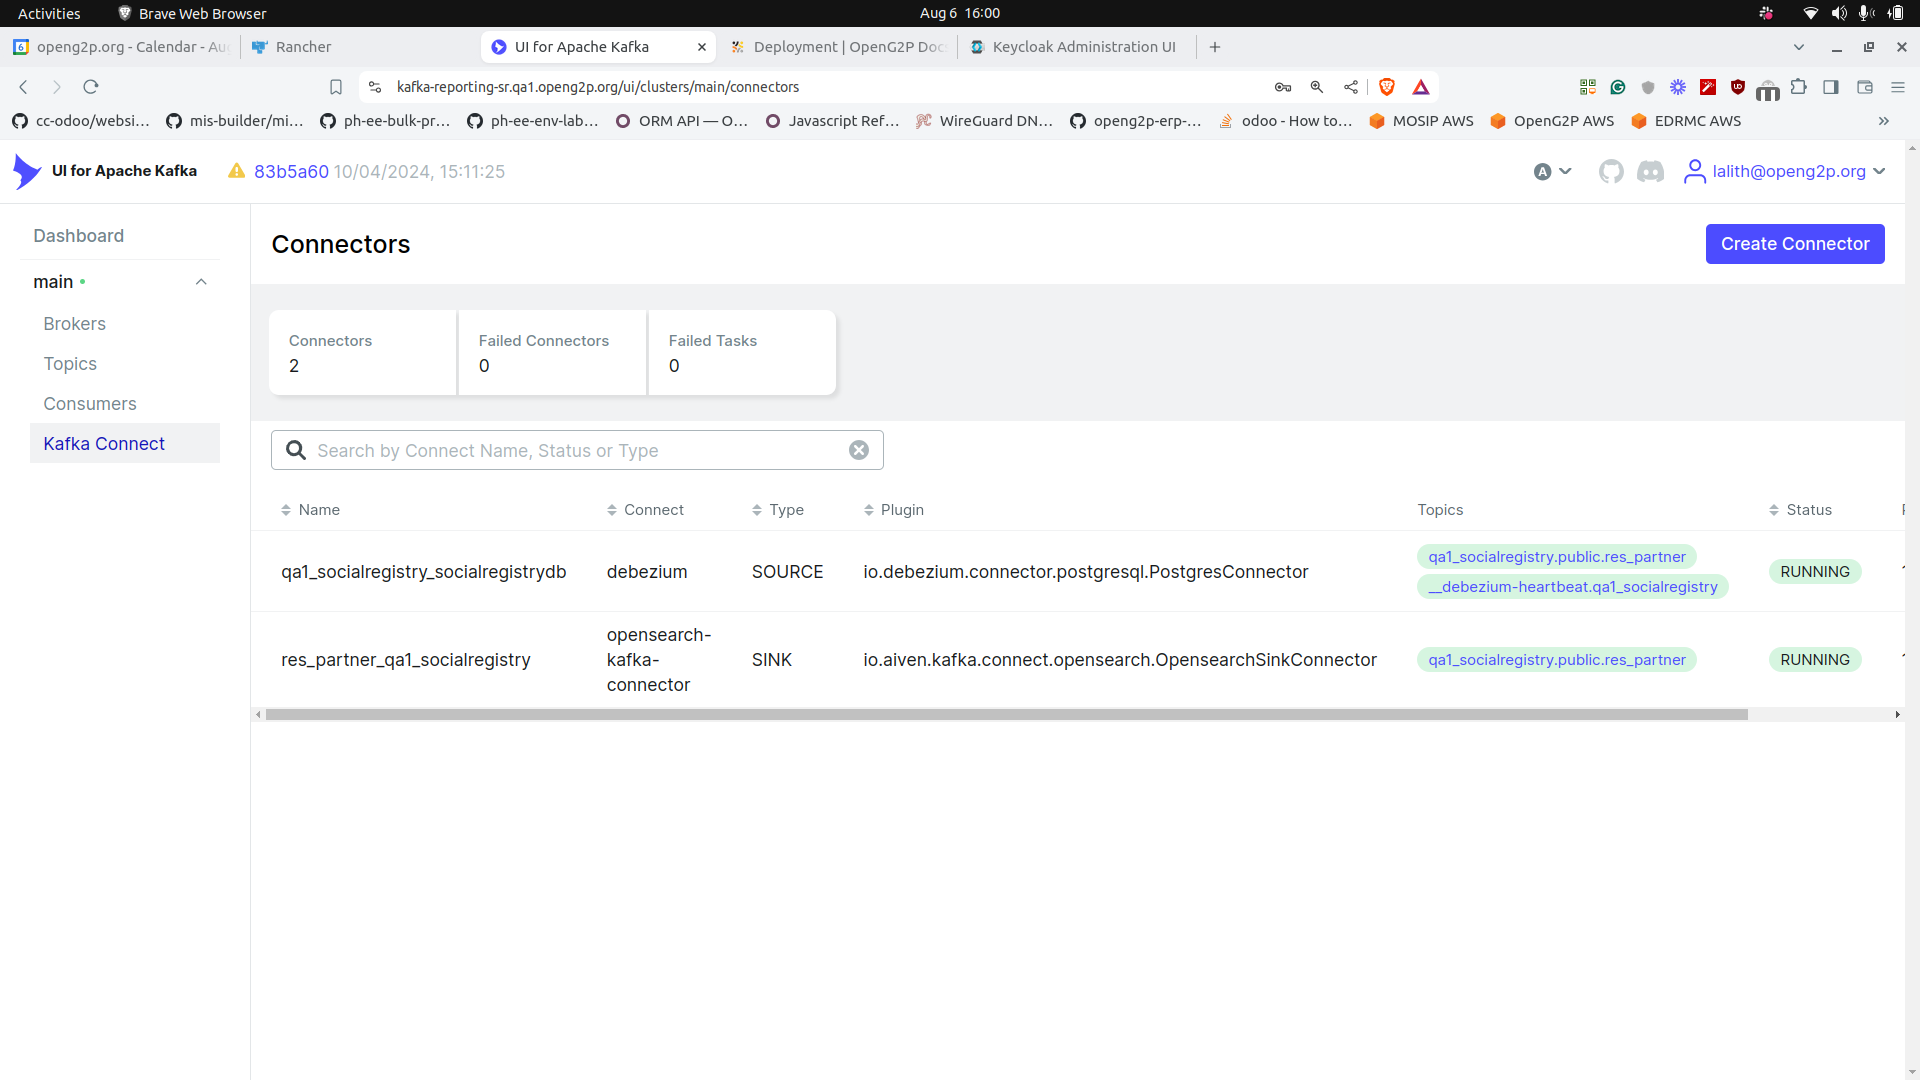 Activities
Brave Web Browser
Aug 6 16:00
openg2p.org - Calendar - Au
Rancher
UI for Apache Kafka
Deployment | OpenG2P Doc
Keycloak Administration UI
kafka-reporting-sr.qa1.openg2p.org/ui/clusters/main/connectors
cc-odoo/websi...
mis-builder/mi...
ph-ee-bulk-pr...
ph-ee-env-lab...
ORM API — O...
Javascript Ref...
WireGuard DN...
openg2p-erp-...
odoo - How to...
MOSIP AWS
OpenG2P AWS
EDRMC AWS
UI for Apache Kafka
83b5a60 10/04/2024, 15:11:25
A
lalith@openg2p.org
Dashboard
main
Brokers
Topics
Consumers
Kafka Connect
Connectors
Create Connector
Connectors
2
Failed Connectors
0
Failed Tasks
0
Search by Connect Name, Status or Type
Name
Connect
Type
Plugin
Topics
Status
qa1_socialregistry_socialregistrydb
debezium
SOURCE
io.debezium.connector.postgresql.PostgresConnector
qa1_socialregistry.public.res_partner
__debezium-heartbeat.qa1_socialregistry
RUNNING
res_partner_qa1_socialregistry
opensearch-
kafka-
connector
SINK
io.aiven.kafka.connect.opensearch.OpensearchSinkConnector
qa1_socialregistry.public.res_partner
RUNNING